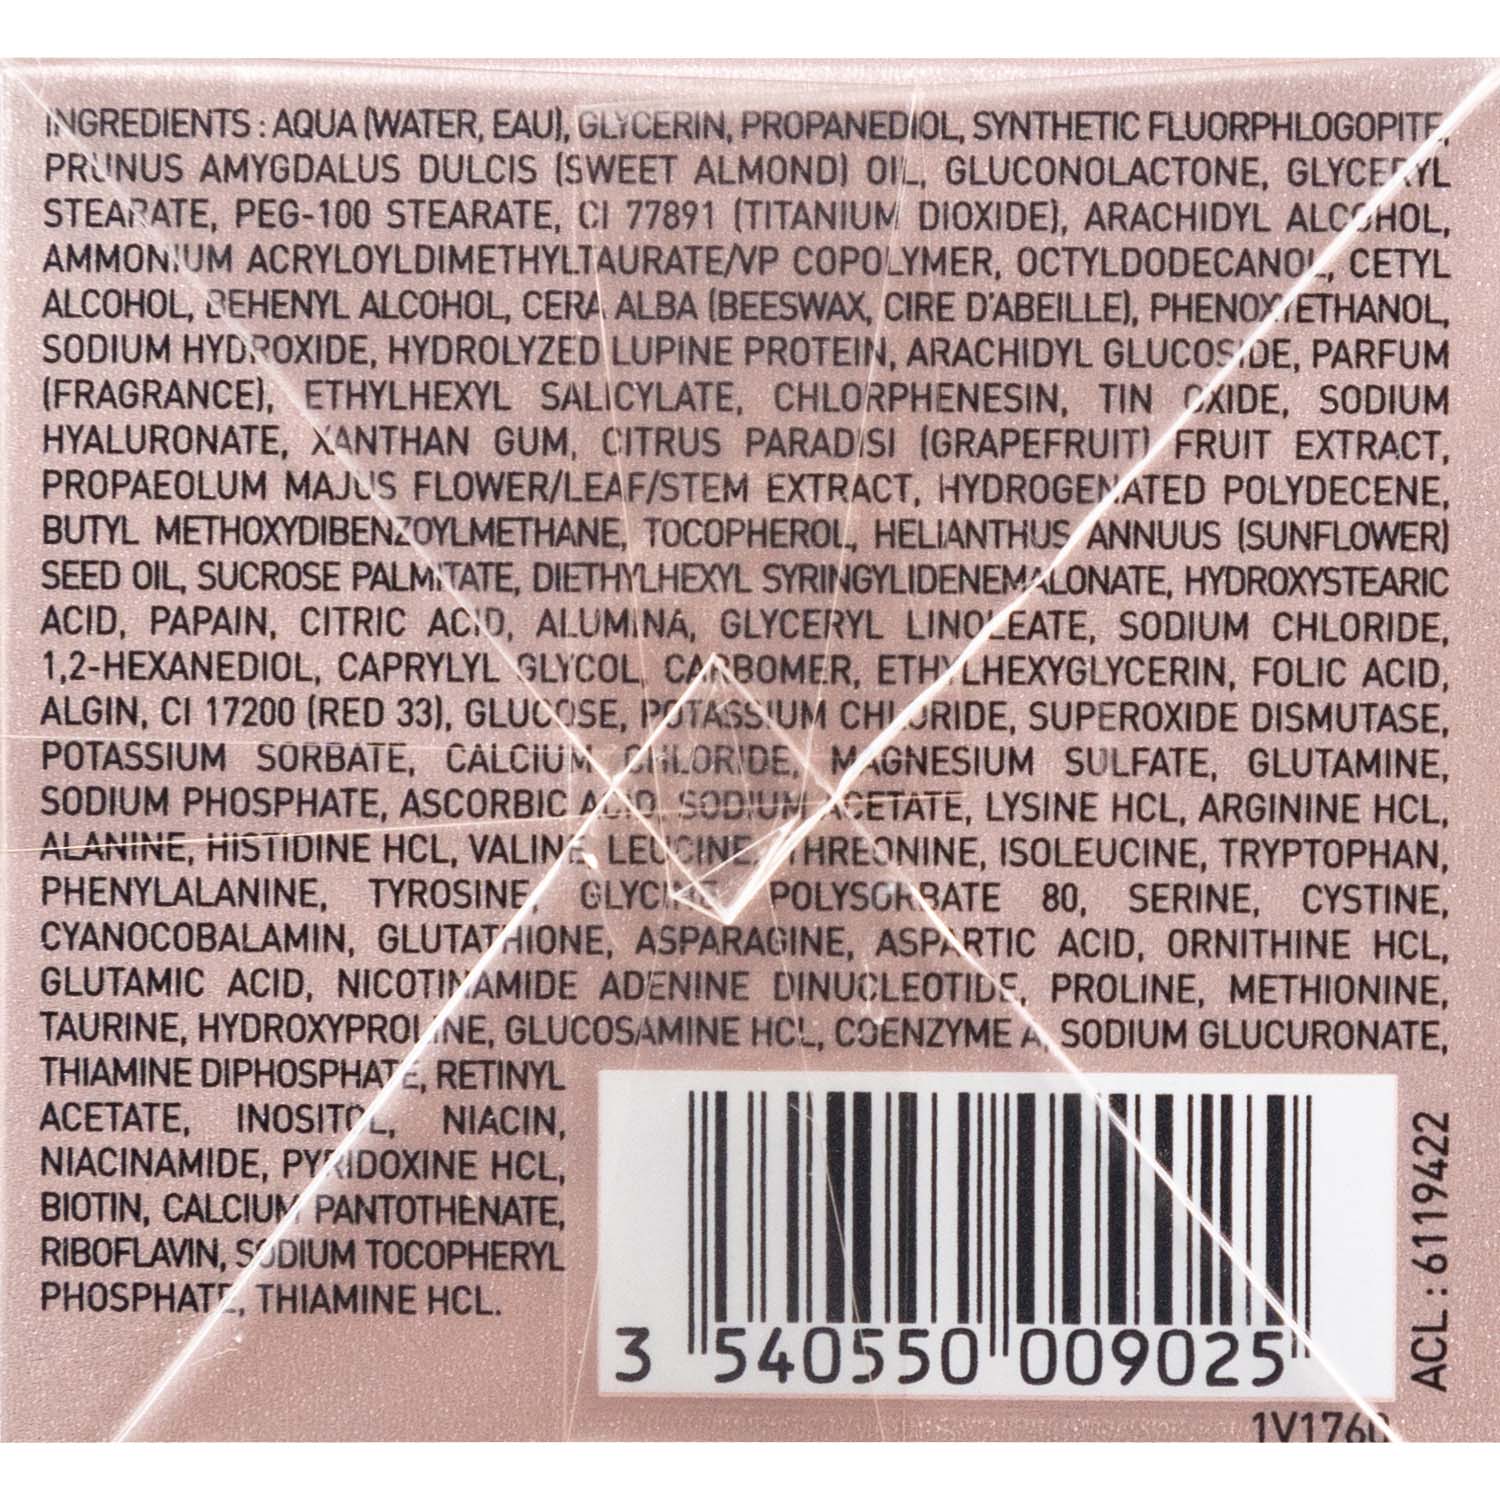 INGREDIENTS : AQUA (WATER, EAU), GLYCERIN, PROPANEDIOL, SYNTHETIC FLUORPHLOGOPITE,
PRUNUS AMYGDALUS DULCIS (SWEET ALMOND) OIL, GLUCONOLACTONE, GLYCERYL
STEARATE, PEG-100 STEARATE, CI 77891 (TITANIUM DIOXIDE), ARACHIDYL ALCOHOL,
AMMONIUM ACRYLOYLDIMETHYLTAURATE/VP COPOLYMER, OCTYLDODECANOL, CETYL
ALCOHOL, BEHENYL ALCOHOL, CERA ALBA (BEESWAX, CIRE D'ABEILLE), PHENOXYETHANOL,
SODIUM HYDROXIDE, HYDROLYZED LUPINE PROTEIN, ARACHIDYL GLUCOSIDE, PARFUM
(FRAGRANCE), ETHYLHEXYL SALICYLATE, CHLORPHENESIN, TIN OXIDE, SODIUM
HYALURONATE, XANTHAN GUM, CITRUS PARADISI (GRAPEFRUIT) FRUIT EXTRACT,
PROPAEOLUM MAJUS FLOWER/LEAF/STEM EXTRACT, HYDROGENATED POLYDECENE,
BUTYL METHOXYDIBENZOYLMETHANE, TOCOPHEROL, HELIANTHUS ANNUUS (SUNFLOWER)
SEED OIL, SUCROSE PALMITATE, DIETHYLHEXYL SYRINGYLIDENEMALONATE, HYDROXYSTEARIC
ACID, PAPAIN, CITRIC ACID, ALUMINA, GLYCERYL LINOLEATE, SODIUM CHLORIDE,
1,2-HEXANEDIOL, CAPRYLYL GLYCOL, CARBOMER, ETHYLHEXYGLYCERIN, FOLIC ACID,
ALGIN, CI 17200 (RED 33), GLUCOSE, POTASSIUM CHLORIDE, SUPEROXIDE DISMUTASE,
POTASSIUM SORBATE, CALCIUM CHLORIDE, MAGNESIUM SULFATE, GLUTAMINE,
SODIUM PHOSPHATE, ASCORBIC ACID, SODIUM ACETATE, LYSINE HCL, ARGININE HCL,
ALANINE, HISTIDINE HCL, VALINE, LEUCINE, THREONINE, ISOLEUCINE, TRYPTOPHAN,
PHENYLALANINE, TYROSINE, GLYCINE, POLYSORBATE 80, SERINE, CYSTINE,
CYANOCOBALAMIN, GLUTATHIONE, ASPARAGINE, ASPARTIC ACID, ORNITHINE HCL,
GLUTAMIC ACID, NICOTINAMIDE ADENINE DINUCLEOTIDE, PROLINE, METHIONINE,
TAURINE, HYDROXYPROLINE, GLUCOSAMINE HCL, COENZYME A, SODIUM GLUCURONATE,
THIAMINE DIPHOSPHATE, RETINYL
ACETATE, INOSITOL, NIACIN,
NIACINAMIDE, PYRIDOXINE HCL,
BIOTIN, CALCIUM PANTOTHENATE,
RIBOFLAVIN, SODIUM TOCOPHERYL
PHOSPHATE, THIAMINE HCL.
3 540550 009025
ACL : 6119422
1V1760